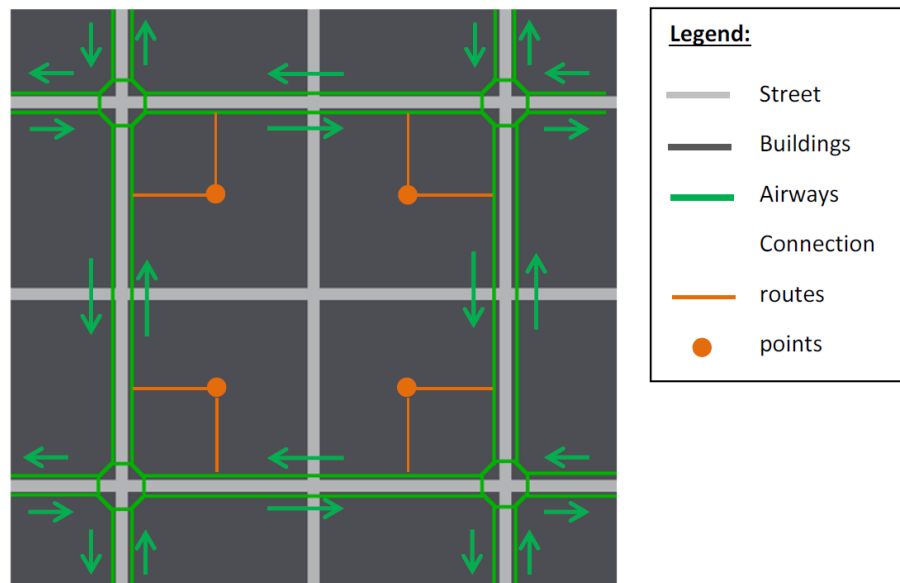 Legend:
Street
Buildings
Airways
Connection
routes
points